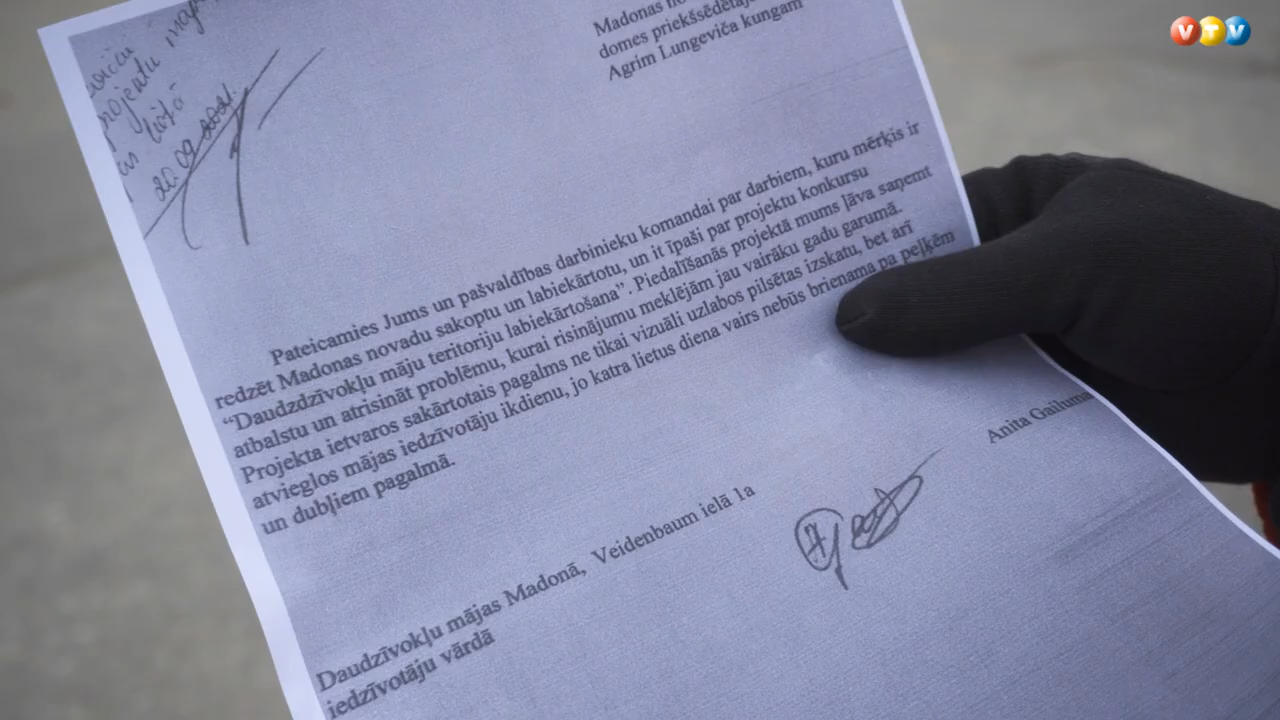 VTV
projektu
20.09.2021.
Madonas no
domes priekšsēdētāja
Agrim Lungeviča kungam
Pateicamies Jums un pašvaldības darbinieku komandai par darbiem, kuru mērķis ir
redzēt Madonas novadu sakoptu un labiekārtotu, un it īpaši par projektu konkursu
“Daudzdzīvokļu māju teritoriju labiekārtošana”. Piedalīšanās projektā mums ļāva saņemt
atbalstu un atrisināt problēmu, kurai risinājumu meklējām jau vairāku gadu garumā.
Projekta ietvaros sakārtotais pagalms ne tikai vizuāli uzlabos pilsētas izskatu, bet arī
atvieglos mājas iedzīvotāju ikdienu, jo katra lietus diena vairs nebūs brienama pa peļķēm
un dubļiem pagalmā.
Anita Gailuma
Daudzīvokļu mājas Madonā, Veidenbaum ielā 1a
iedzīvotāju vārdā